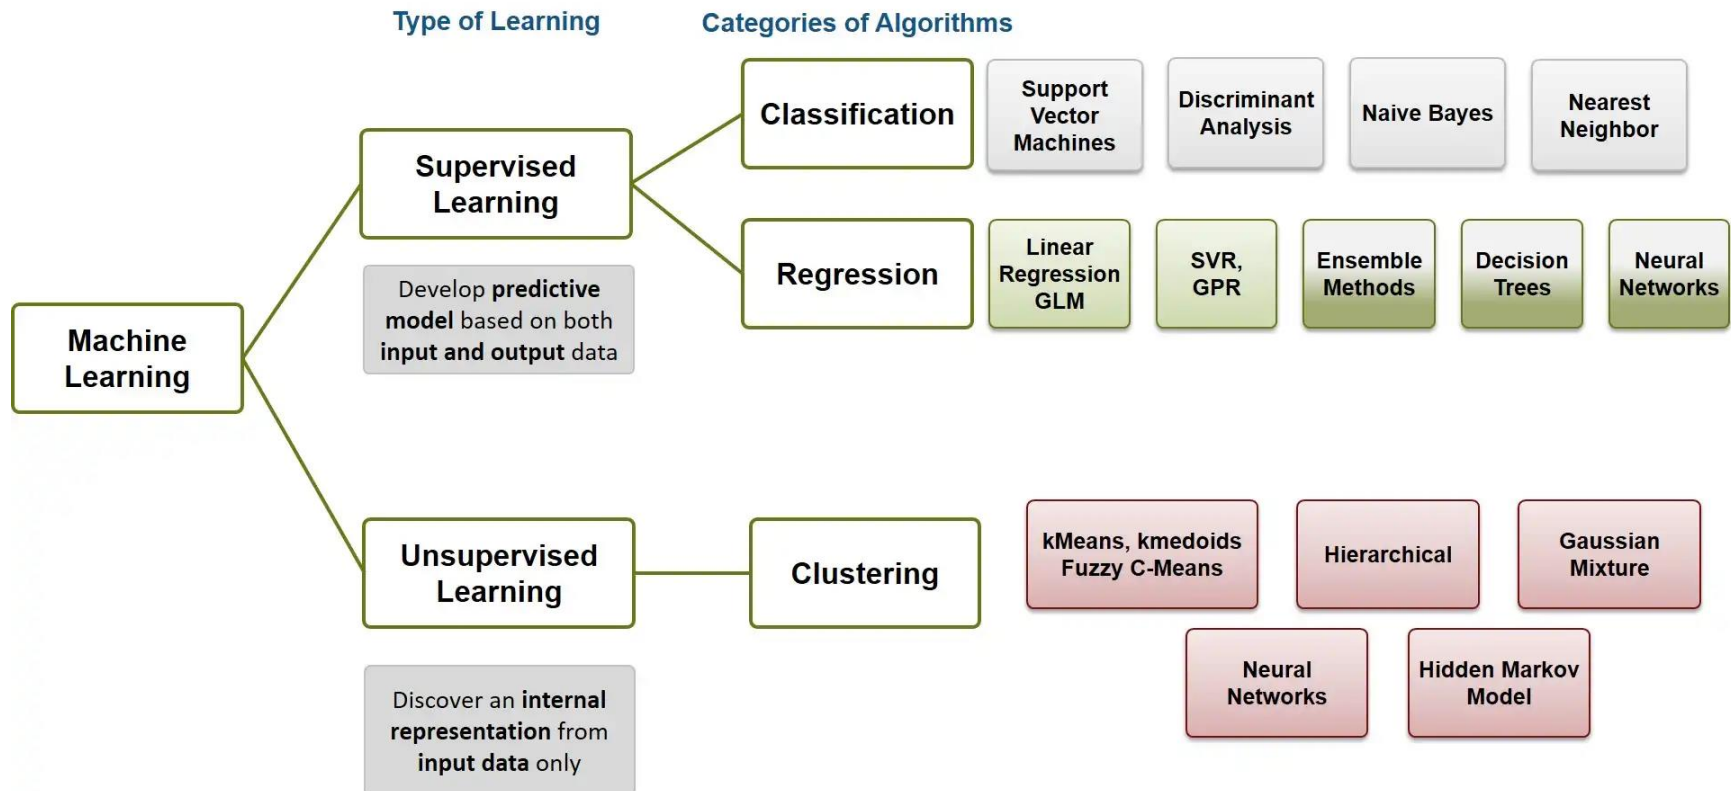 Type of Learning
Categories of Algorithms
Machine
Learning
Supervised
Learning
Develop predictive
model based on both
input and output data
Classification
Support
Vector
Machines
Discriminant
Analysis
Naive Bayes
Nearest
Neighbor
Regression
Linear
Regression
GLM
SVR,
GPR
Ensemble
Methods
Decision
Trees
Neural
Networks
Unsupervised
Learning
Discover an internal
representation from
input data only
Clustering
kMeans, kmedoids
Fuzzy C-Means
Hierarchical
Gaussian
Mixture
Neural
Networks
Hidden Markov
Model